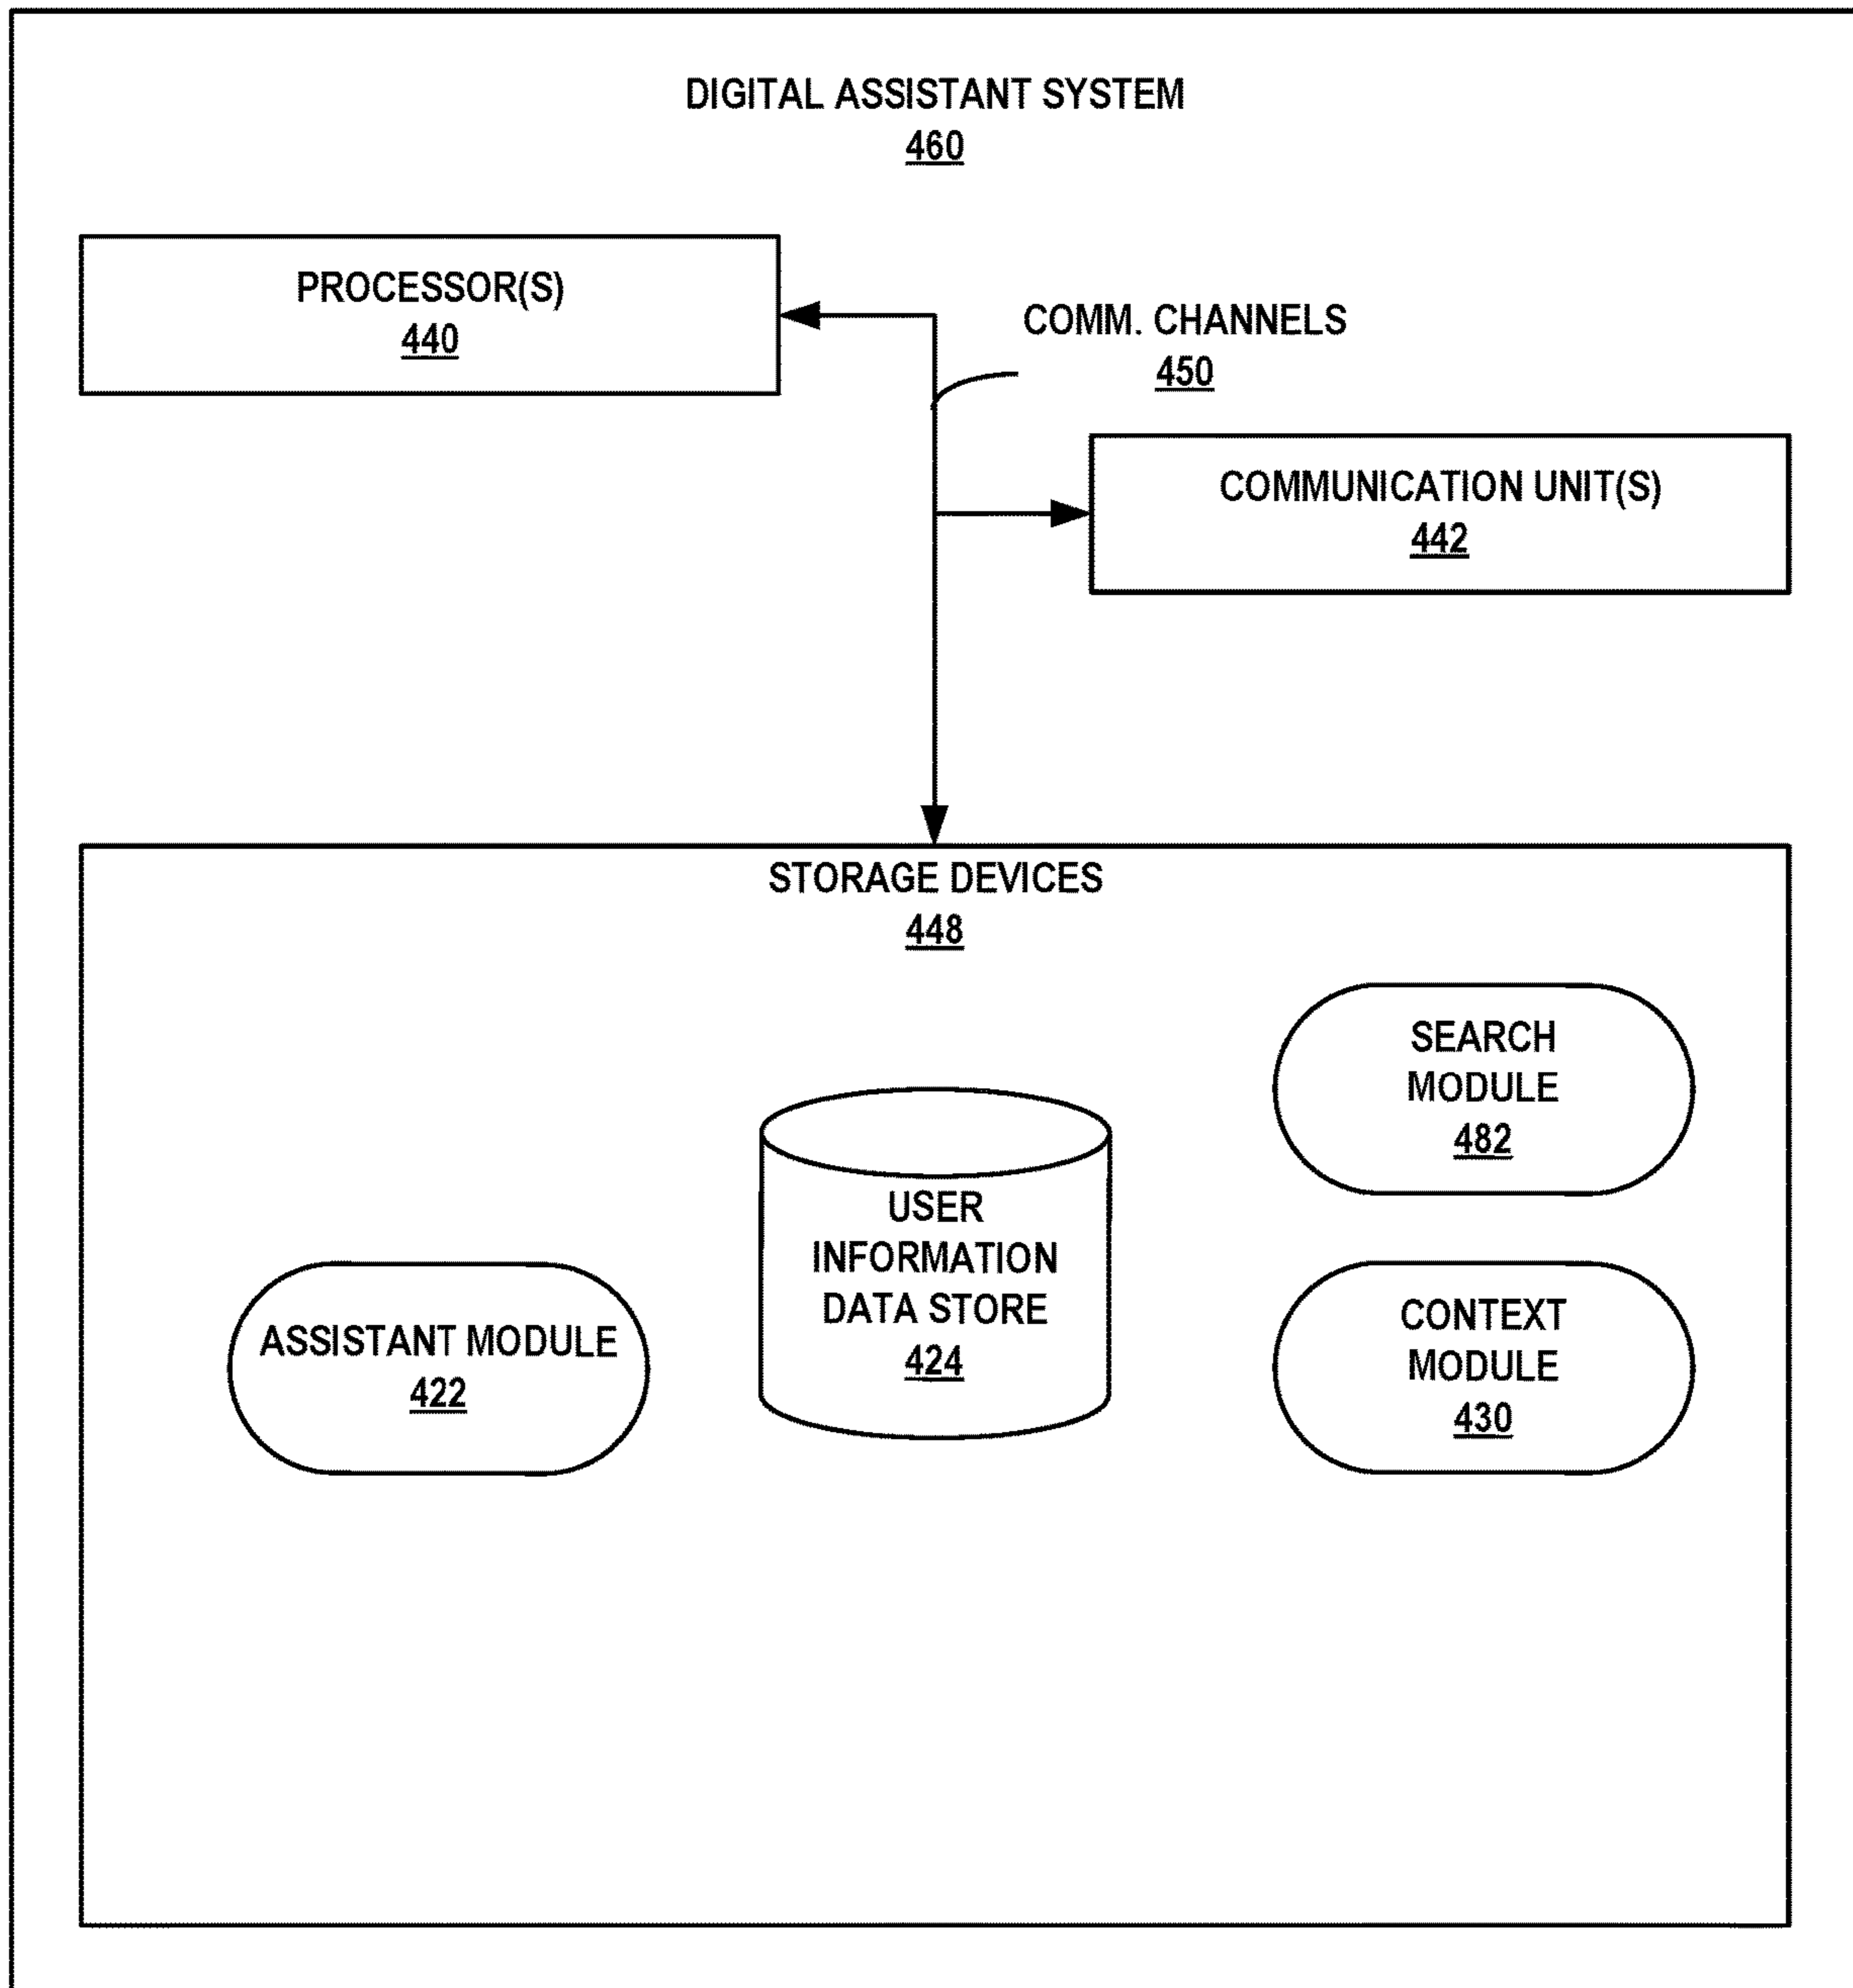 DIGITAL ASSISTANT SYSTEM
460
PROCESSOR(S)
440
COMM. CHANNELS
450
COMMUNICATION UNIT(S)
442
STORAGE DEVICES
448
SEARCH
MODULE
482
USER
INFORMATION
DATA STORE
424
ASSISTANT MODULE
422
CONTEXT
MODULE
430